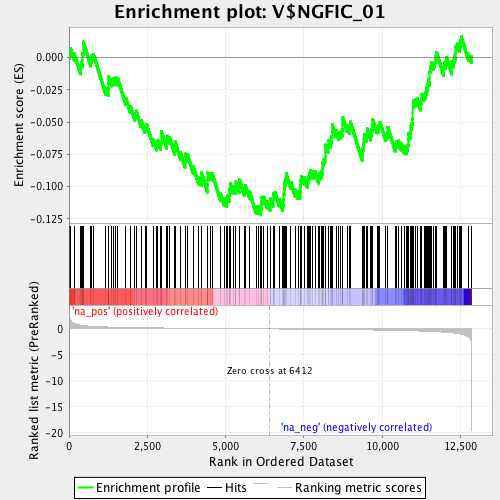 Enrichment plot: V$NGFIC_01
Enrichment score (ES)
0.000
-0.025
-0.050
-0.075
-0.100
-0.125
'na_pos' (positively correlated)
Ranked list metric (PreRanked)
0
-5
-10
-15
-20
Zero cross at 6412
'na_neg' (negatively correlated)
0
2,500
5,000
7,500
10,000
12,500
Rank in Ordered Dataset
Enrichment profile
Hits
Ranking metric scores